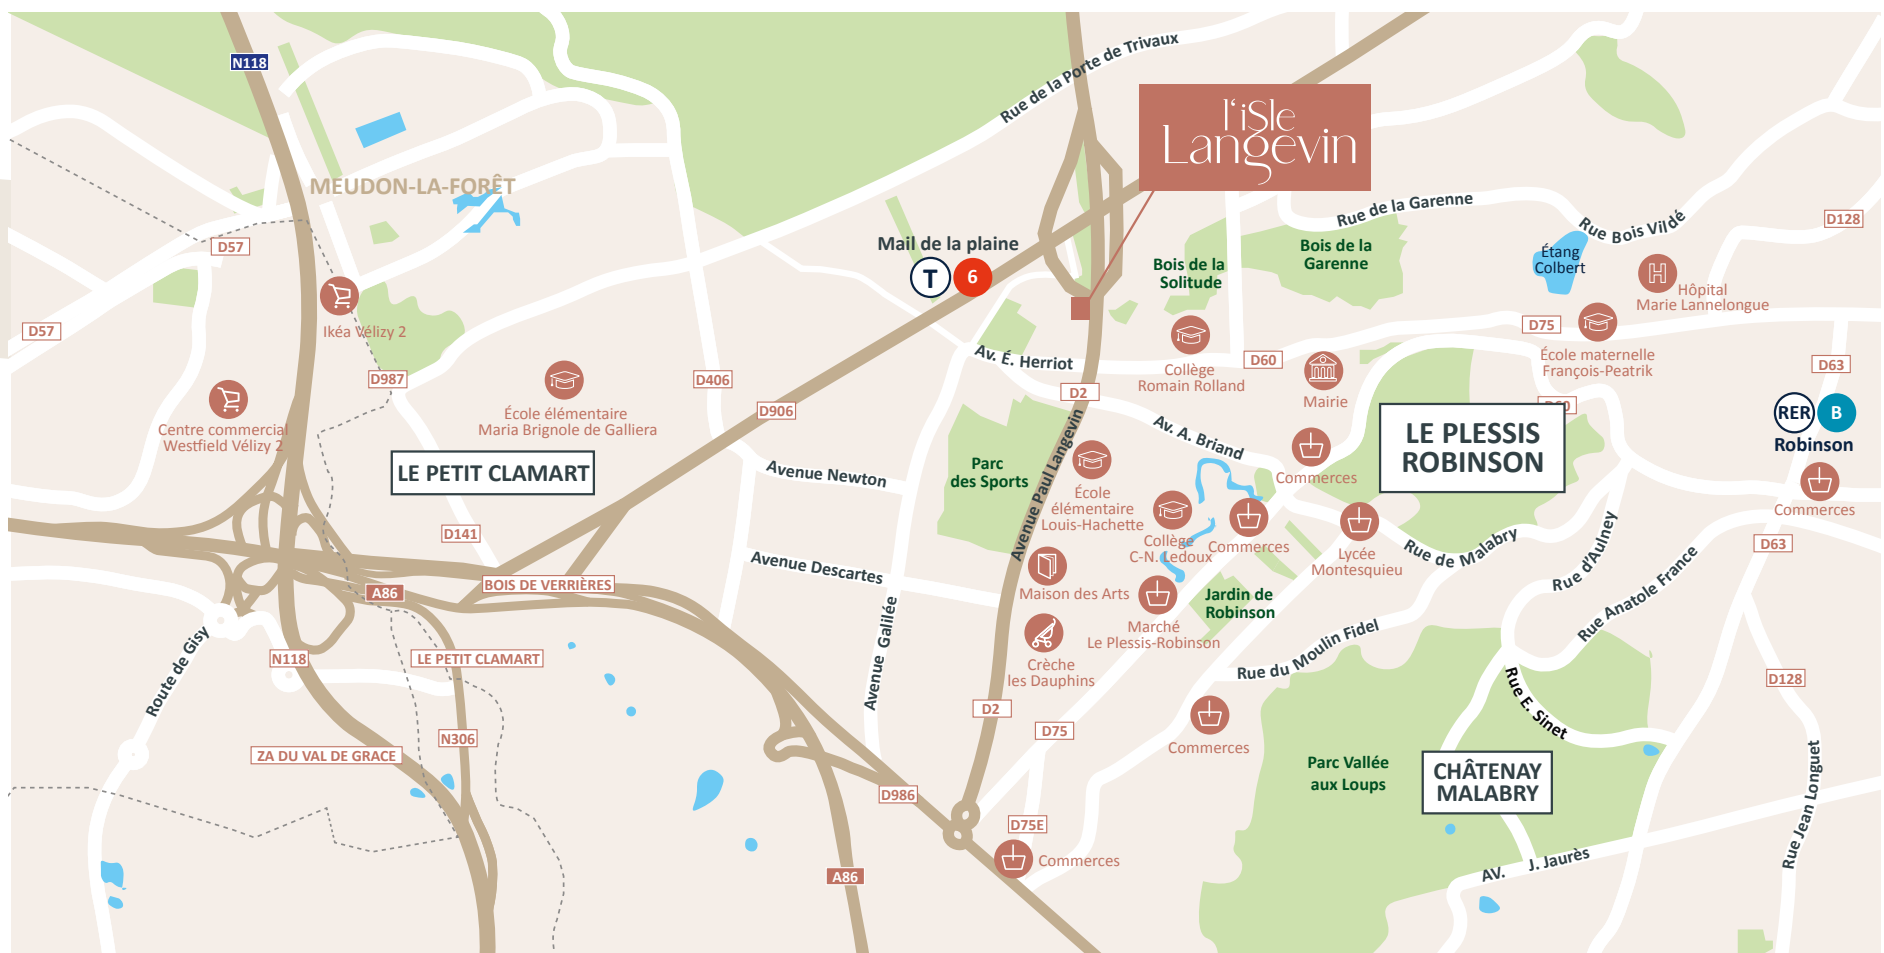 N118
Rue de la Porte de Trivaux
l'iSle
Langevin
MEUDON-LA-FORÊT
Rue de la Garenne
Rue Bois Vildé
D128
D57
Mail de la plaine
T 6
Bois de la
Solitude
Bois de la
Garenne
Étang
Colbert
Hôpital
Marie Lannelongue
D57
Ikéa Vélizy 2
D75
Av. É. Herriot
D60
Collège
Romain Rolland
École maternelle
François-Peatrik
D63
D987
D406
D2
Mairie
D906
École élémentaire
Maria Brignole de Galliera
Centre commercial
Westfield Vélizy 2
Av. A. Briand
LE PLESSIS
ROBINSON
RER B
Robinson
LE PETIT CLAMART
Avenue Newton
Parc
des Sports
Avenue Paul Langevin
Commerces
École
élémentaire
Louis-Hachette
Commerces
D141
Collège
C-N. Ledoux
Commerces
Lycée
Montesquieu
Rue de Malabry
Rue d'Aulney
D63
Avenue Descartes
BOIS DE VERRIÈRES
A86
Maison des Arts
Jardin de
Robinson
Rue Anatole France
Marché
Le Plessis-Robinson
Avenue Galilée
Route de Gisy
N118
LE PETIT CLAMART
Crèche
les Dauphins
Rue du Moulin Fidel
D128
Rue E. Sinet
D2
D75
N306
ZA DU VAL DE GRACE
Commerces
Parc Vallée
aux Loups
CHÂTENAY
MALABRY
D986
D75E
Rue Jean Longuet
Commerces
A86
AV. J. Jaurès